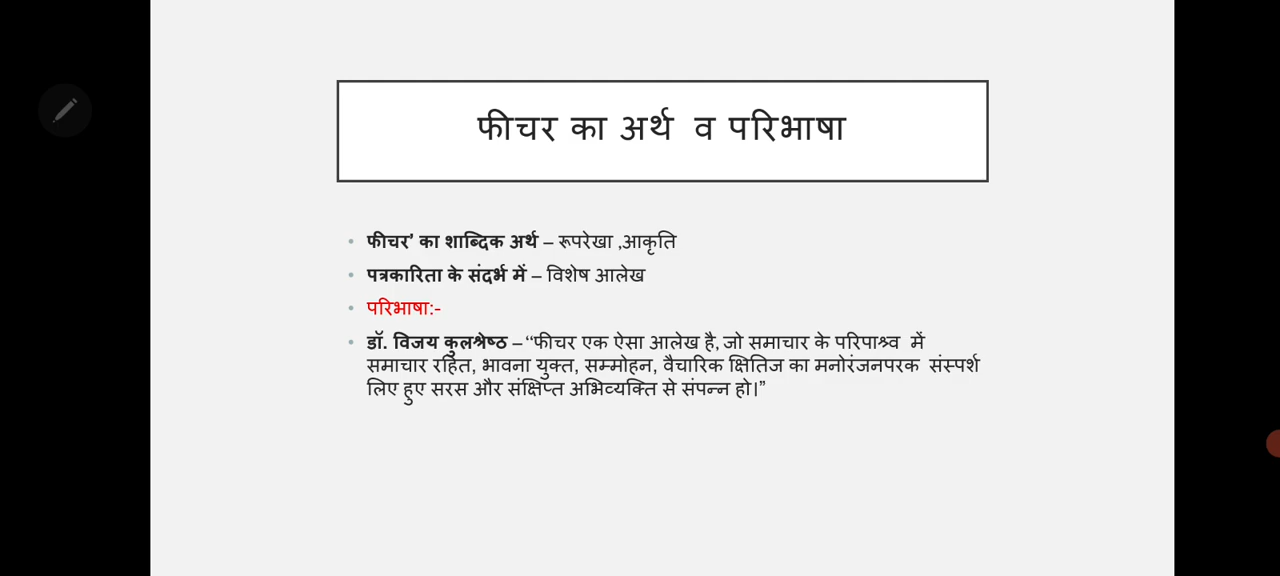 फीचर का अर्थ व परिभाषा
फीचर’ का शाब्दिक अर्थ – रूपरेखा ,आकृति
पत्रकारिता के संदर्भ में – विशेष आलेख
परिभाषा:-
डॉ. विजय कुलश्रेष्ठ – “फीचर एक ऐसा आलेख है, जो समाचार के परिपाश्र्व में
समाचार रहित, भावना युक्त, सम्मोहन, वैचारिक क्षितिज का मनोरंजनपरक संस्पर्श
लिए हुए सरस और संक्षिप्त अभिव्यक्ति से संपन्न हो।”